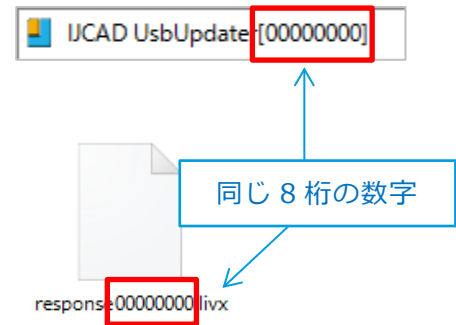 IJCAD UsbUpdater[00000000]
同じ 8 桁の数字
response00000000.livx